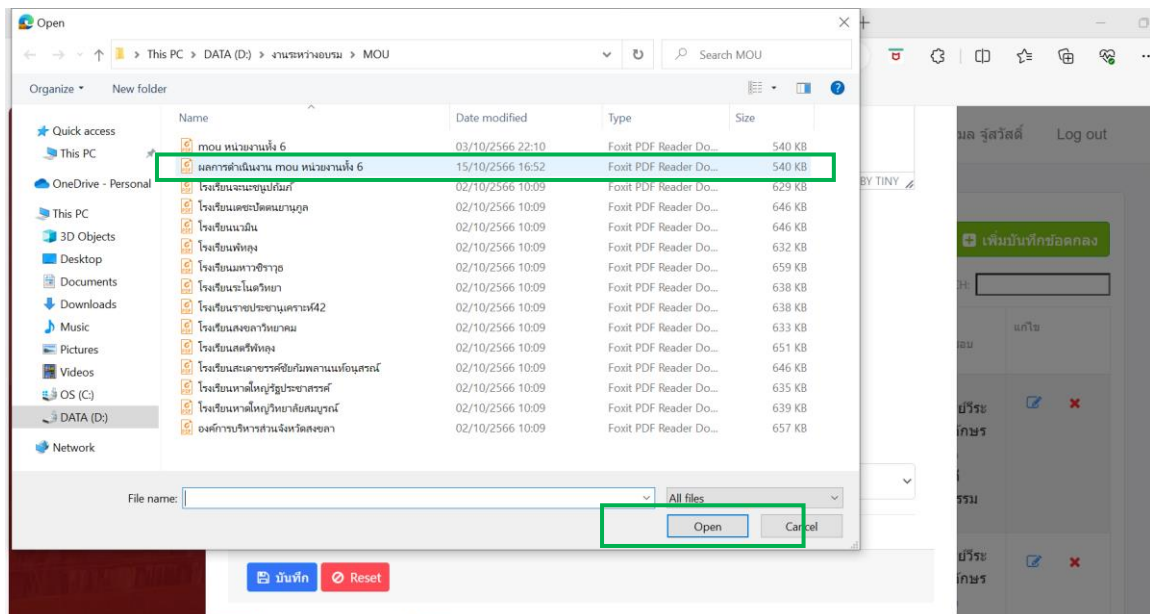 Open
This PC > DATA (D:) > งานระหว่างอบรม > MOU
Search MOU
Organize
New folder
Name
Date modified
Type
Size
Quick access
This PC
OneDrive - Personal
This PC
3D Objects
Desktop
Documents
Downloads
Music
Pictures
Videos
OS (C:)
DATA (D:)
Network
mou หน่วยงานทั้ง 6 03/10/2566 22:10 Foxit PDF Reader Do... 540 KB
ผลการดำเนินงาน mou หน่วยงานทั้ง 6 15/10/2566 16:52 Foxit PDF Reader Do... 540 KB
โรงเรียนจะนะชนูปถัมภ์ 02/10/2566 10:09 Foxit PDF Reader Do... 629 KB
โรงเรียนเดชะปัตตนยานุกูล 02/10/2566 10:09 Foxit PDF Reader Do... 646 KB
โรงเรียนนวมิน 02/10/2566 10:09 Foxit PDF Reader Do... 646 KB
โรงเรียนพัทลุง 02/10/2566 10:09 Foxit PDF Reader Do... 632 KB
โรงเรียนมหาวชิราวุธ 02/10/2566 10:09 Foxit PDF Reader Do... 659 KB
โรงเรียนระโนดวิทยา 02/10/2566 10:09 Foxit PDF Reader Do... 638 KB
โรงเรียนราชประชานุเคราะห์42 02/10/2566 10:09 Foxit PDF Reader Do... 638 KB
โรงเรียนสงขลาวิทยาคม 02/10/2566 10:09 Foxit PDF Reader Do... 633 KB
โรงเรียนสตรีพัทลุง 02/10/2566 10:09 Foxit PDF Reader Do... 651 KB
โรงเรียนสะเดาขรรค์ชัยกัมพลานนท์อนุสรณ์ 02/10/2566 10:09 Foxit PDF Reader Do... 646 KB
โรงเรียนหาดใหญ่รัฐประชาสรรค์ 02/10/2566 10:09 Foxit PDF Reader Do... 635 KB
โรงเรียนหาดใหญ่วิทยาลัยสมบูรณ์ 02/10/2566 10:09 Foxit PDF Reader Do... 639 KB
องค์การบริหารส่วนจังหวัดสงขลา 02/10/2566 10:09 Foxit PDF Reader Do... 657 KB
File name:
All files
Open
Cancel
บันทึก
Reset
Log out
BY TINY
เพิ่มบันทึกข้อตกลง
CH:
แก้ไข